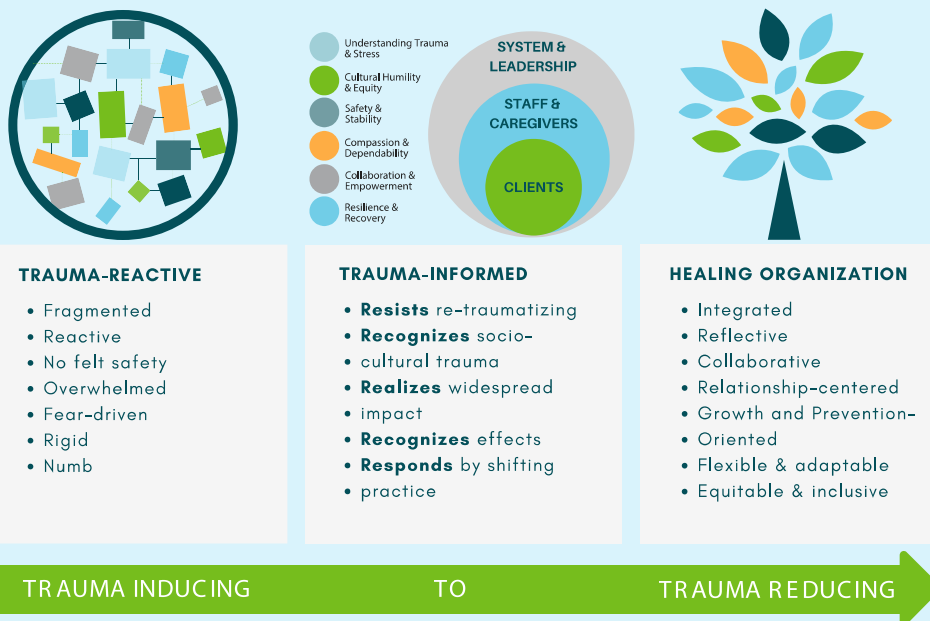 Understanding Trauma
& Stress
Cultural Humility
& Equity
Safety &
Stability
Compassion &
Dependability
Collaboration &
Empowerment
Resilience &
Recovery
SYSTEM &
LEADERSHIP
STAFF &
CAREGIVERS
CLIENTS
TRAUMA-REACTIVE
• Fragmented
• Reactive
• No felt safety
• Overwhelmed
• Fear-driven
• Rigid
• Numb
TRAUMA-INFORMED
• Resists re-traumatizing
• Recognizes socio-
• cultural trauma
• Realizes widespread
• impact
• Recognizes effects
• Responds by shifting
• practice
HEALING ORGANIZATION
• Integrated
• Reflective
• Collaborative
• Relationship-centered
• Growth and Prevention-
• Oriented
• Flexible & adaptable
• Equitable & inclusive
TRAUMA INDUCING
TO
TRAUMA REDUCING